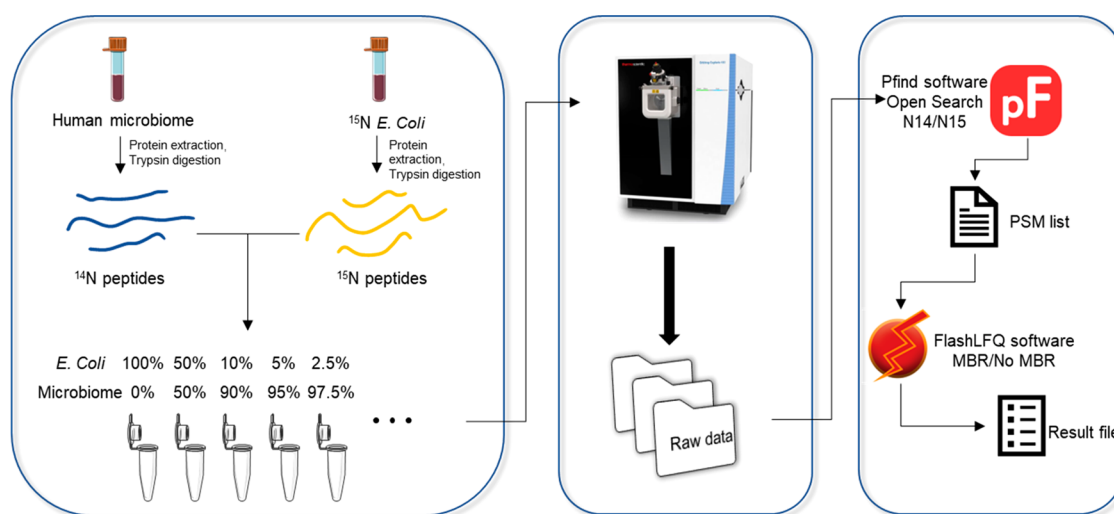 Human microbiome
¹⁵N E. Coli
Protein extraction,
Trypsin digestion
Protein
extraction,
Trypsin digestion
¹⁴N peptides
¹⁵N peptides
E. Coli 100% 50% 10% 5% 2.5%
Microbiome 0% 50% 90% 95% 97.5%
...
Raw data
Pfind software
Open Search
N14/N15
pF
PSM list
FlashLFQ software
MBR/No MBR
Result file